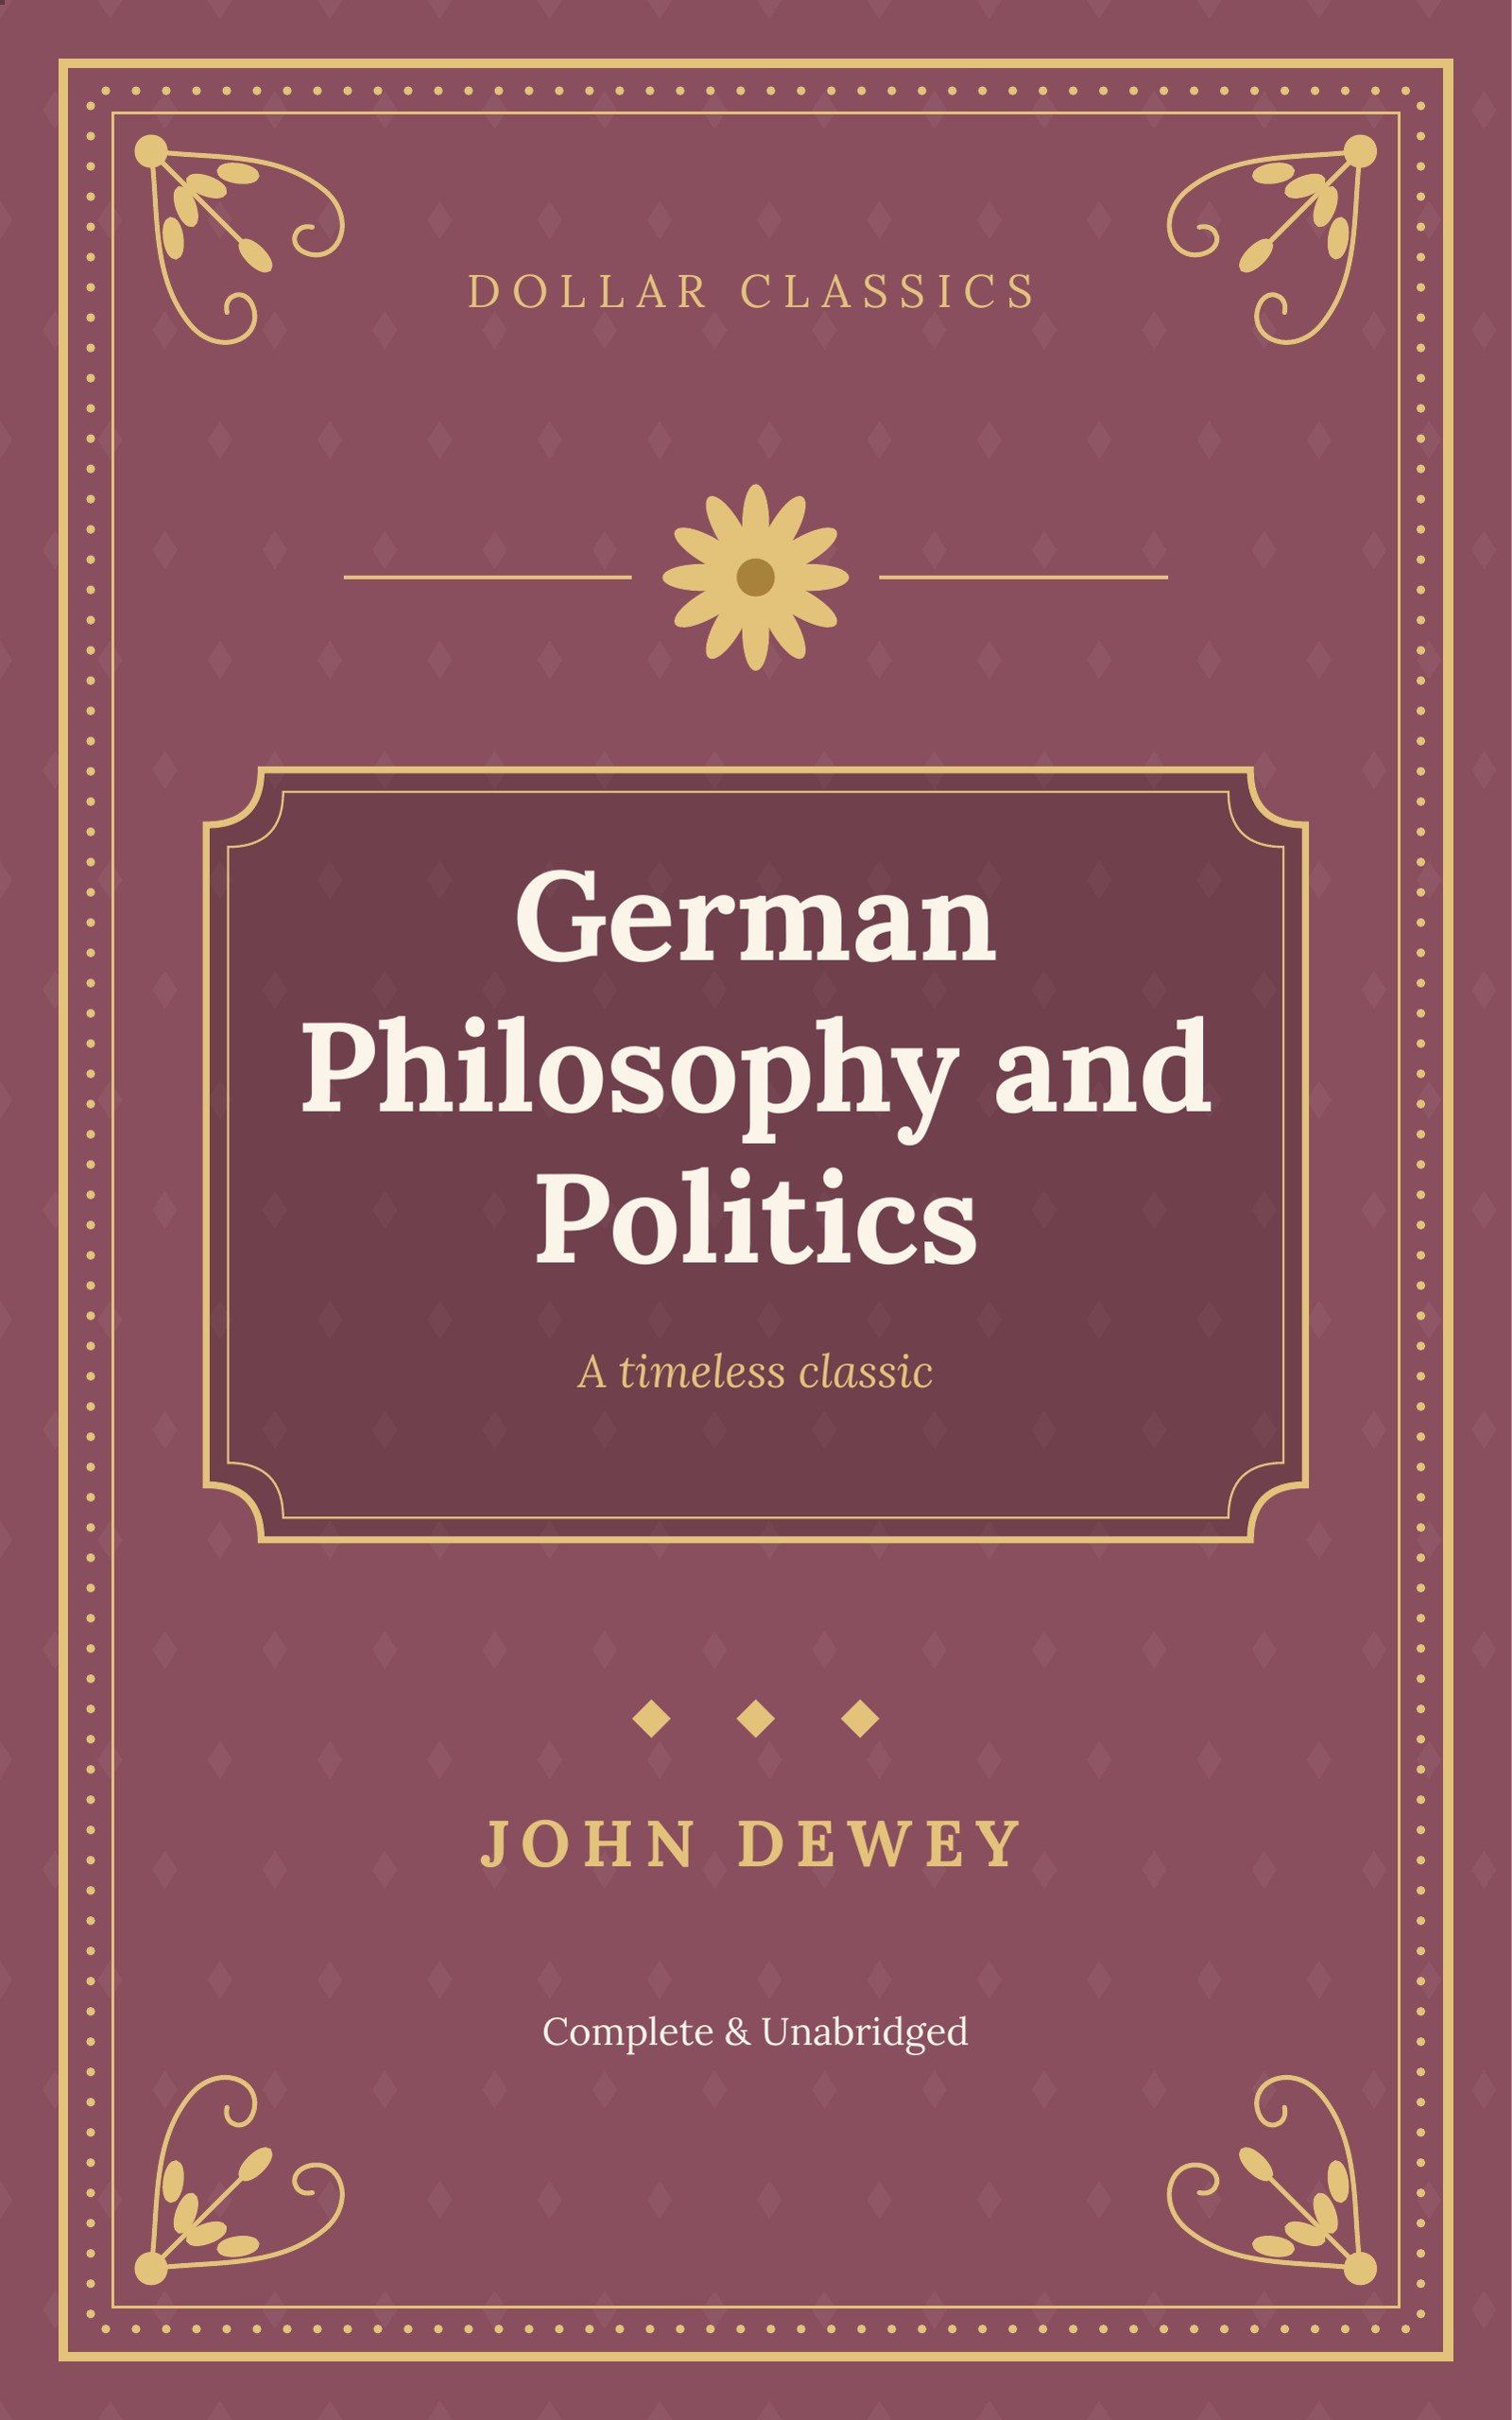 DOLLAR CLASSICS
German
Philosophy and
Politics
A timeless classic
JOHN DEWEY
Complete & Unabridged